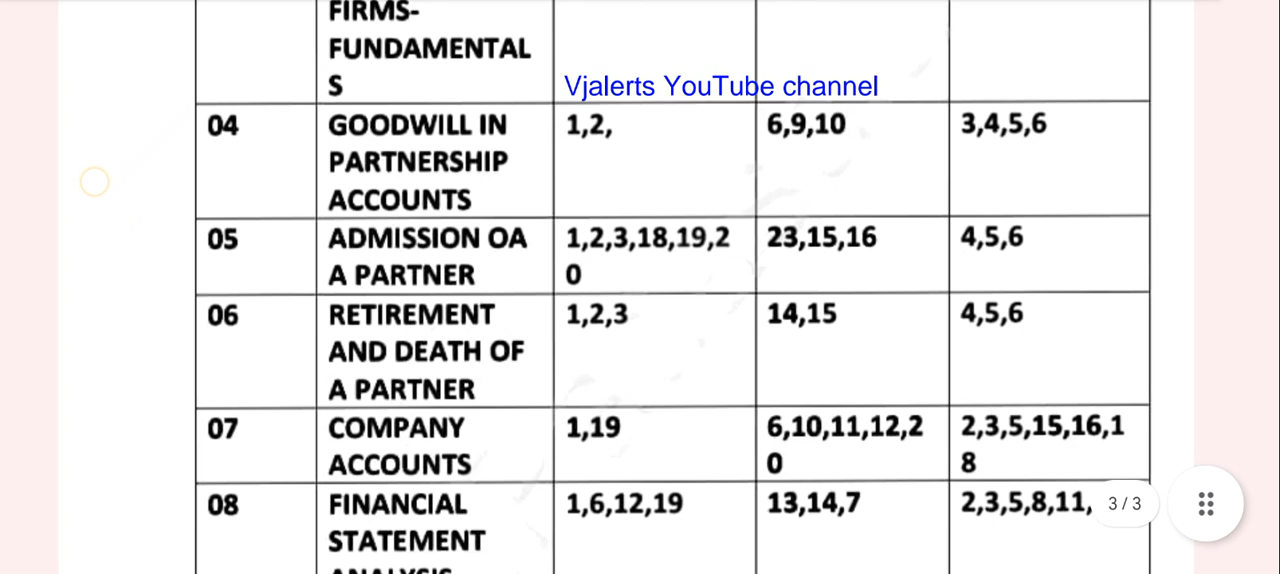 FIRMS-
FUNDAMENTAL
S
Vjalerts YouTube channel
04 GOODWILL IN 1,2, 6,9,10 3,4,5,6
PARTNERSHIP
ACCOUNTS
05 ADMISSION OA 1,2,3,18,19,2 23,15,16 4,5,6
A PARTNER 0
06 RETIREMENT 1,2,3 14,15 4,5,6
AND DEATH OF
A PARTNER
07 COMPANY 1,19 6,10,11,12,2 2,3,5,15,16,1
ACCOUNTS 0 8
08 FINANCIAL 1,6,12,19 13,14,7 2,3,5,8,11,
3 / 3
STATEMENT
ANALYSIS